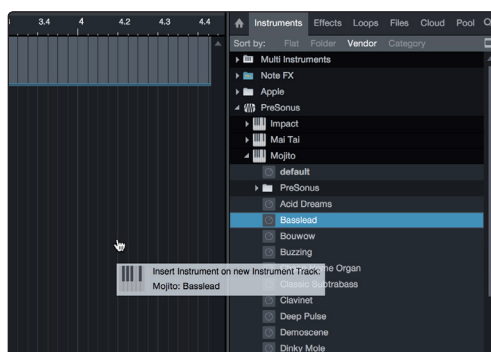 3.4 4 4.2 4.3 4.4
Instruments Effects Loops Files Cloud Pool
Sort by: Flat Folder Vendor Category
Multi Instruments
Note FX
Apple
PreSonus
Impact
Mai Tai
Mojito
default
PreSonus
Acid Dreams
Basslead
Bouwow
Buzzing
Insert Instrument on new Instrument Track:
Mojito: Basslead
Organ
Classic Subtrabass
Clavinet
Deep Pulse
Demoscene
Dinky Mole